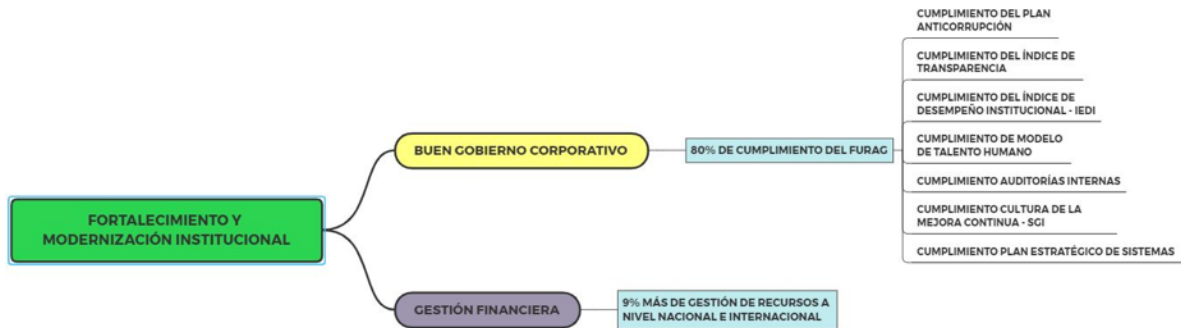 FORTALECIMIENTO Y
MODERNIZACIÓN INSTITUCIONAL
BUEN GOBIERNO CORPORATIVO
80% DE CUMPLIMIENTO DEL FURAG
CUMPLIMIENTO DEL PLAN
ANTICORRUPCIÓN
CUMPLIMIENTO DEL ÍNDICE DE
TRANSPARENCIA
CUMPLIMIENTO DEL ÍNDICE DE
DESEMPEÑO INSTITUCIONAL - IEDI
CUMPLIMIENTO DE MODELO
DE TALENTO HUMANO
CUMPLIMIENTO AUDITORÍAS INTERNAS
CUMPLIMIENTO CULTURA DE LA
MEJORA CONTINUA - SGI
CUMPLIMIENTO PLAN ESTRATÉGICO DE SISTEMAS
GESTIÓN FINANCIERA
9% MÁS DE GESTIÓN DE RECURSOS A
NIVEL NACIONAL E INTERNACIONAL